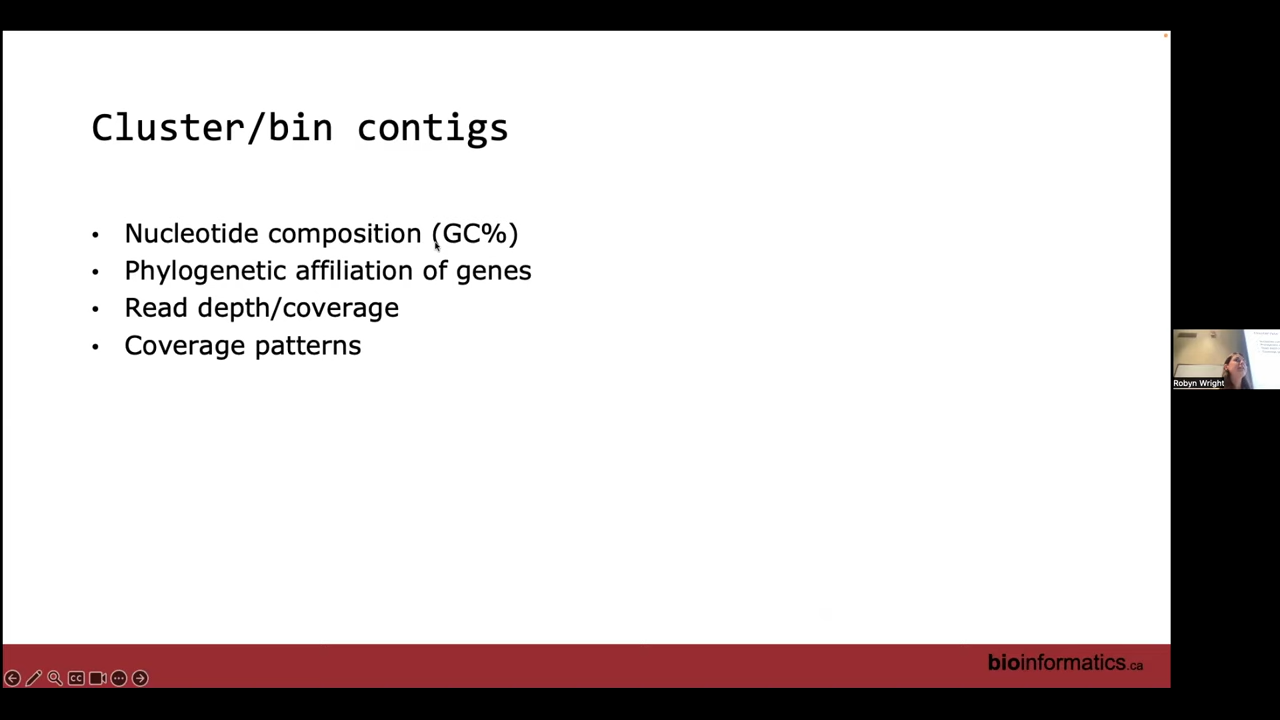 Cluster/bin contigs
• Nucleotide composition (GC%)
• Phylogenetic affiliation of genes
• Read depth/coverage
• Coverage patterns
Robyn Wright
bioinformatics.ca
CC